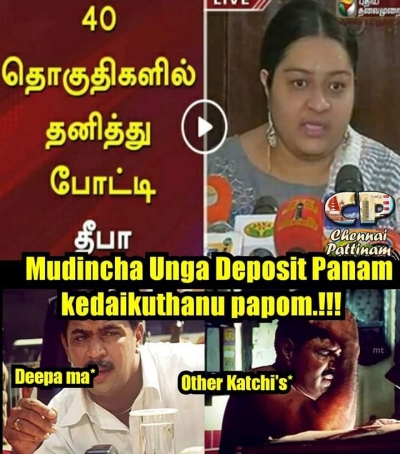 LIVE
புதிய
தலைமுறை
40
தொகுதிகளில்
தனித்து
போட்டி
தீபா
CP
Chennai
Pattinam
Mudincha Unga Deposit Panam
kedaikuthanu papom.!!!
Deepa ma*
Other Katchi's*
mt